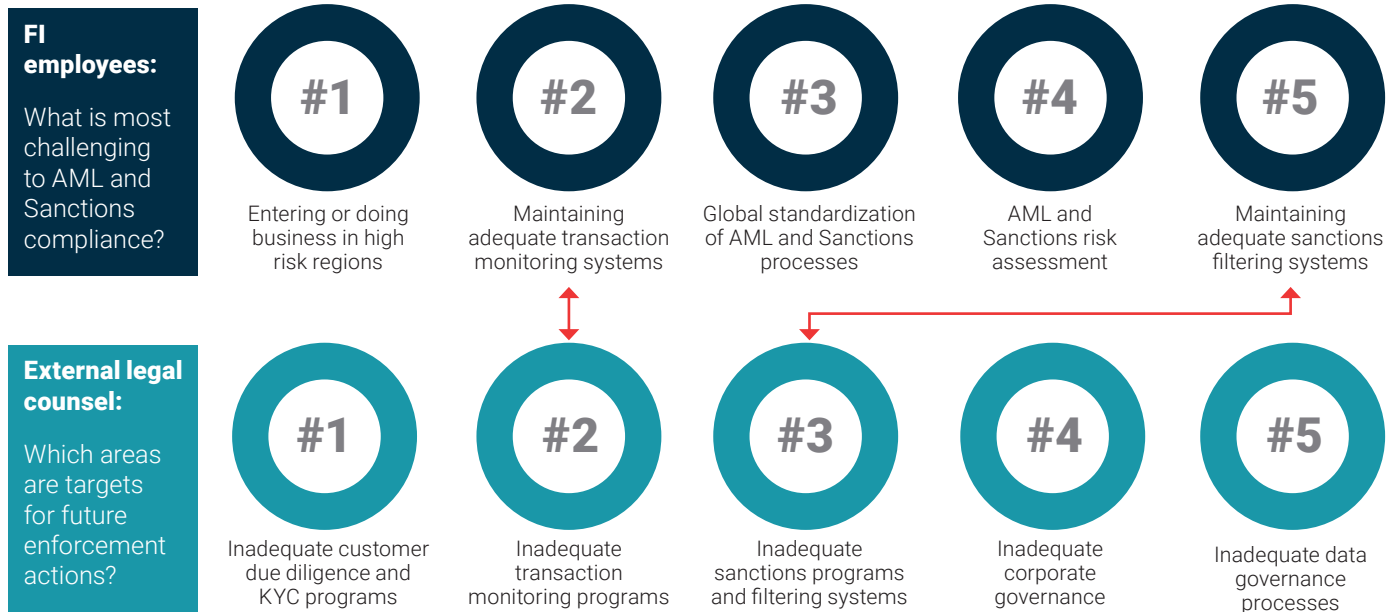 FI
employees:
What is most
challenging
to AML and
Sanctions
compliance?
#1
#2
#3
#4
#5
Entering or doing
business in high
risk regions
Maintaining
adequate transaction
monitoring systems
Global standardization
of AML and Sanctions
processes
AML and
Sanctions risk
assessment
Maintaining
adequate sanctions
filtering systems
External legal
counsel:
Which areas
are targets
for future
enforcement
actions?
#1
#2
#3
#4
#5
Inadequate customer
due diligence and
KYC programs
Inadequate
transaction
monitoring programs
Inadequate
sanctions programs
and filtering systems
Inadequate
corporate
governance
Inadequate data
governance
processes